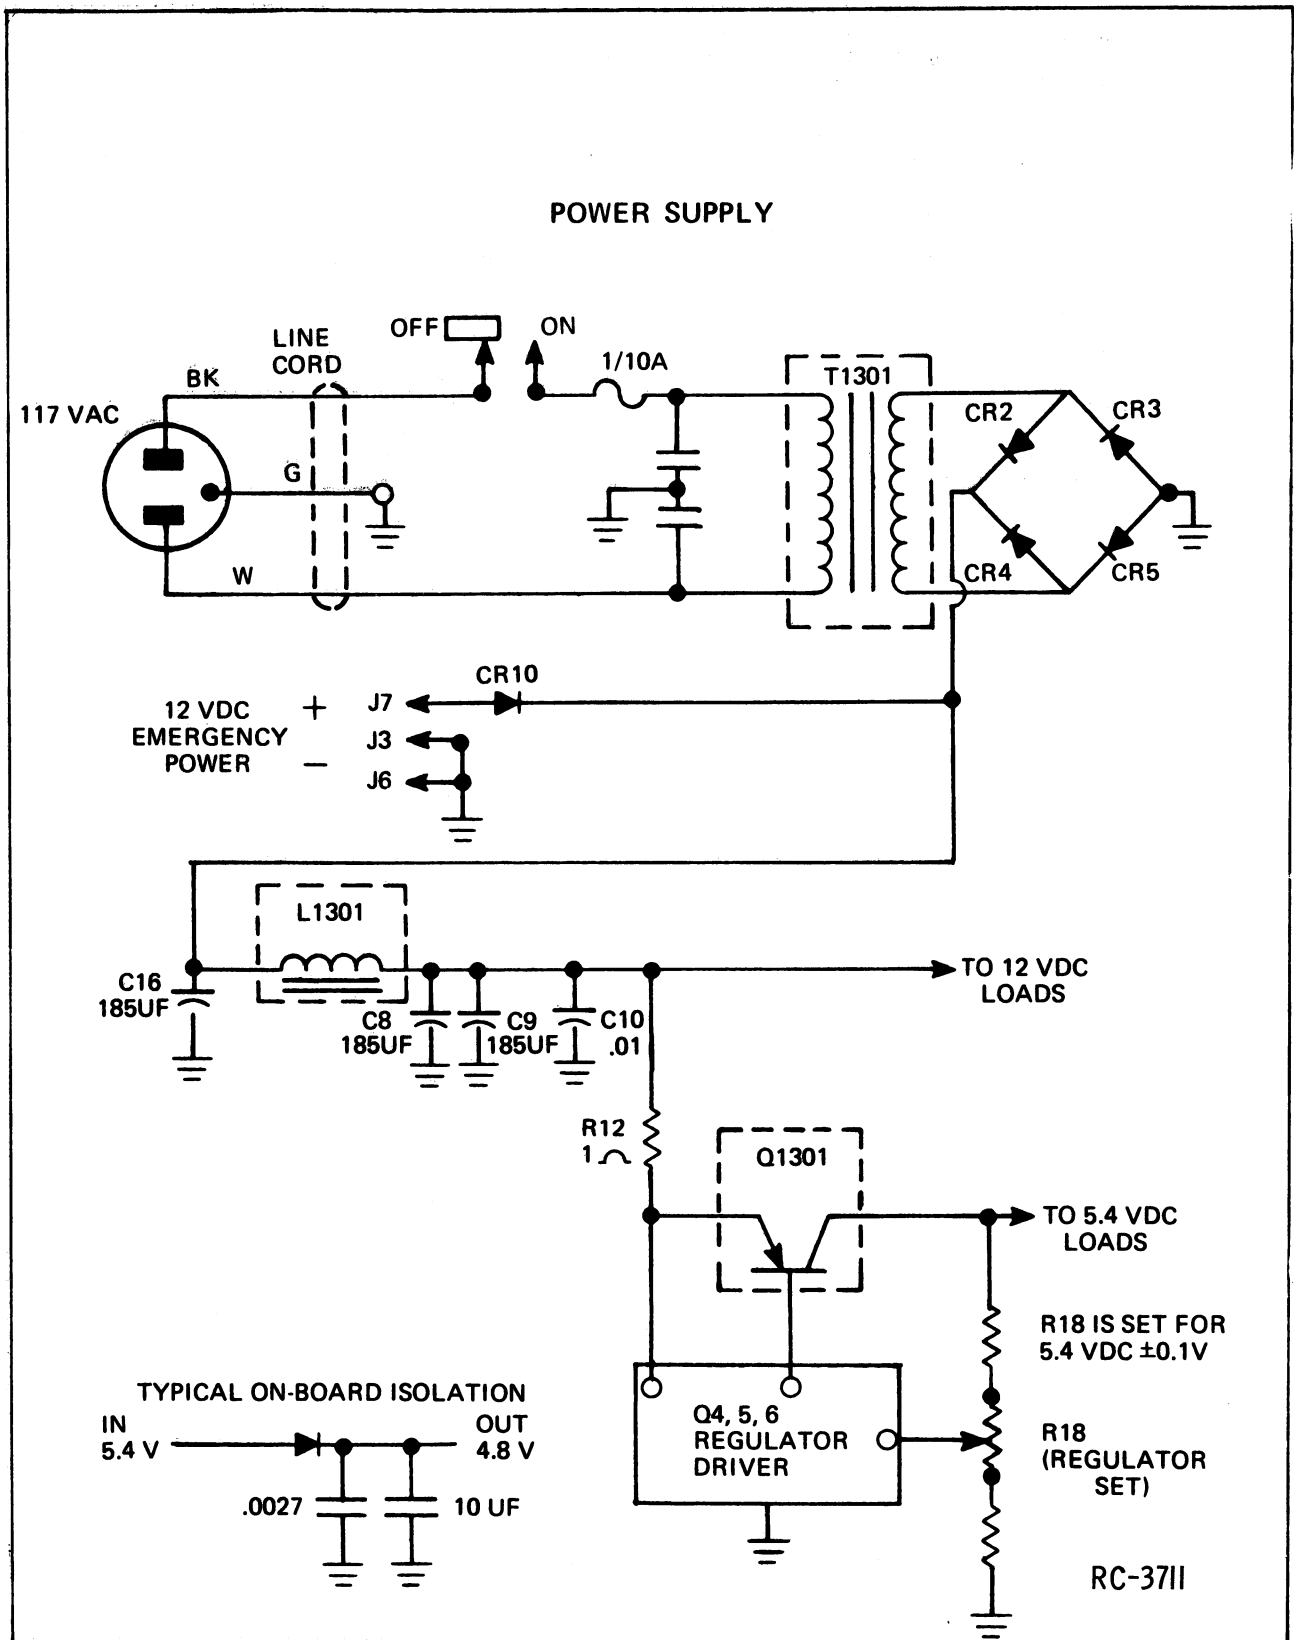 POWER SUPPLY
OFF
ON
LINE
CORD
1/10A
T1301
BK
117 VAC
CR2
CR3
G
W
CR4
CR5
CR10
12 VDC
EMERGENCY
POWER
+
−
J7
J3
J6
L1301
C16
185UF
C8
185UF
C9
185UF
C10
.01
TO 12 VDC
LOADS
R12
1
Q1301
TO 5.4 VDC
LOADS
R18 IS SET FOR
5.4 VDC ±0.1V
TYPICAL ON-BOARD ISOLATION
IN
5.4 V
OUT
4.8 V
.0027
10 UF
Q4, 5, 6
REGULATOR
DRIVER
R18
(REGULATOR
SET)
RC-3711